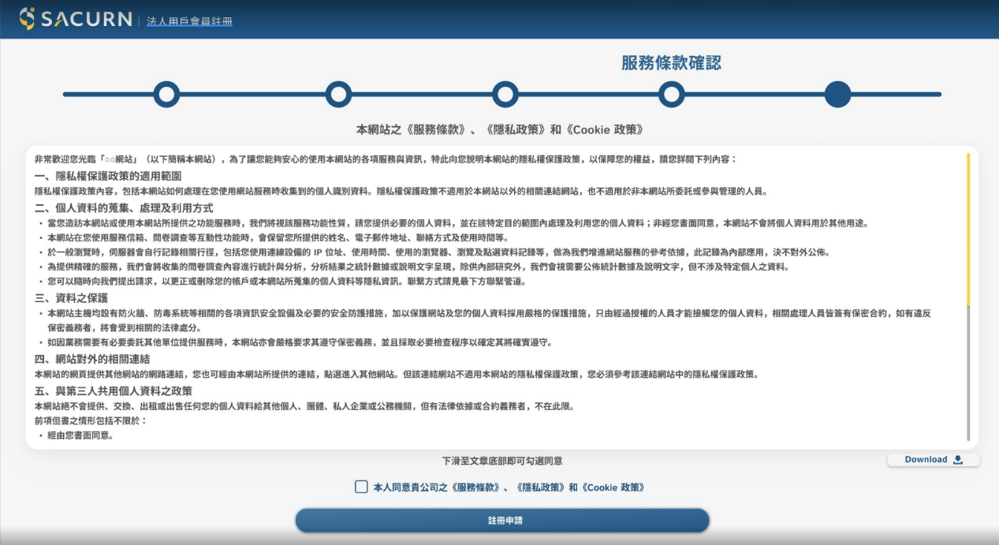 SACURN 法人用戶會員註冊
服務條款確認
本網站之《服務條款》、《隱私政策》和《Cookie 政策》
非常歡迎您光臨「○○網站」（以下簡稱本網站），為了讓您能夠安心的使用本網站的各項服務與資訊，特此向您說明本網站的隱私權保護政策，以保障您的權益，請您詳閱下列內容：
一、隱私權保護政策的適用範圍
隱私權保護政策內容，包括本網站如何處理在您使用網站服務時收集到的個人識別資料。隱私權保護政策不適用於本網站以外的相關連結網站，也不適用於非本網站所委託或參與管理的人員。
二、個人資料的蒐集、處理及利用方式
・當您造訪本網站或使用本網站所提供之功能服務時，我們將視該服務功能性質，請您提供必要的個人資料，並在該特定目的範圍內處理及利用您的個人資料；非經您書面同意，本網站不會將個人資料用於其他用途。
・本網站在您使用服務信箱、問卷調查等互動性功能時，會保留您所提供的姓名、電子郵件地址、聯絡方式及使用時間等。
・於一般瀏覽時，伺服器會自行記錄相關行徑，包括您使用連線設備的 IP 位址、使用時間、使用的瀏覽器、瀏覽及點選資料記錄等，做為我們增進網站服務的參考依據，此記錄為內部應用，決不對外公佈。
・為提供精確的服務，我們會將收集的問卷調查內容進行統計與分析，分析結果之統計數據或說明文字呈現，除供內部研究外，我們會視需要公佈統計數據及說明文字，但不涉及特定個人之資料。
・您可以隨時向我們提出請求，以更正或刪除您的帳戶或本網站所蒐集的個人資料等隱私資訊。聯繫方式請見最下方聯繫管道。
三、資料之保護
・本網站主機均設有防火牆、防毒系統等相關的各項資訊安全設備及必要的安全防護措施，加以保護網站及您的個人資料採用嚴格的保護措施，只由經過授權的人員才能接觸您的個人資料，相關處理人員皆簽有保密合約，如有違反
保密義務者，將會受到相關的法律處分。
・如因業務需要有必要委託其他單位提供服務時，本網站亦會嚴格要求其遵守保密義務，並且採取必要檢查程序以確定其將確實遵守。
四、網站對外的相關連結
本網站的網頁提供其他網站的網路連結，您也可經由本網站所提供的連結，點選進入其他網站。但該連結網站不適用本網站的隱私權保護政策，您必須參考該連結網站中的隱私權保護政策。
五、與第三人共用個人資料之政策
本網站絕不會提供、交換、出租或出售任何您的個人資料給其他個人、團體、私人企業或公務機關，但有法律依據或合約義務者，不在此限。
前項但書之情形包括不限於：
・經由您書面同意。
下滑至文章底部即可勾選同意
Download
本人同意貴公司之《服務條款》、《隱私政策》和《Cookie 政策》
註冊申請